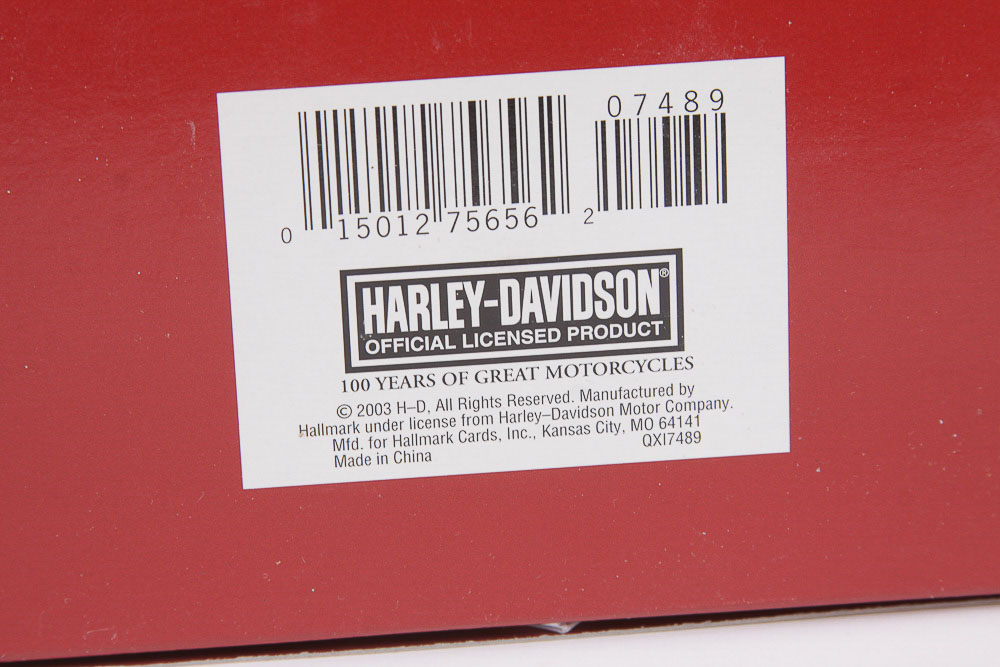 07489
0 15012 75656 2
HARLEY-DAVIDSON®
OFFICIAL LICENSED PRODUCT
100 YEARS OF GREAT MOTORCYCLES
© 2003 H–D, All Rights Reserved. Manufactured by
Hallmark under license from Harley–Davidson Motor Company.
Mfd. for Hallmark Cards, Inc., Kansas City, MO 64141
Made in China QXI7489